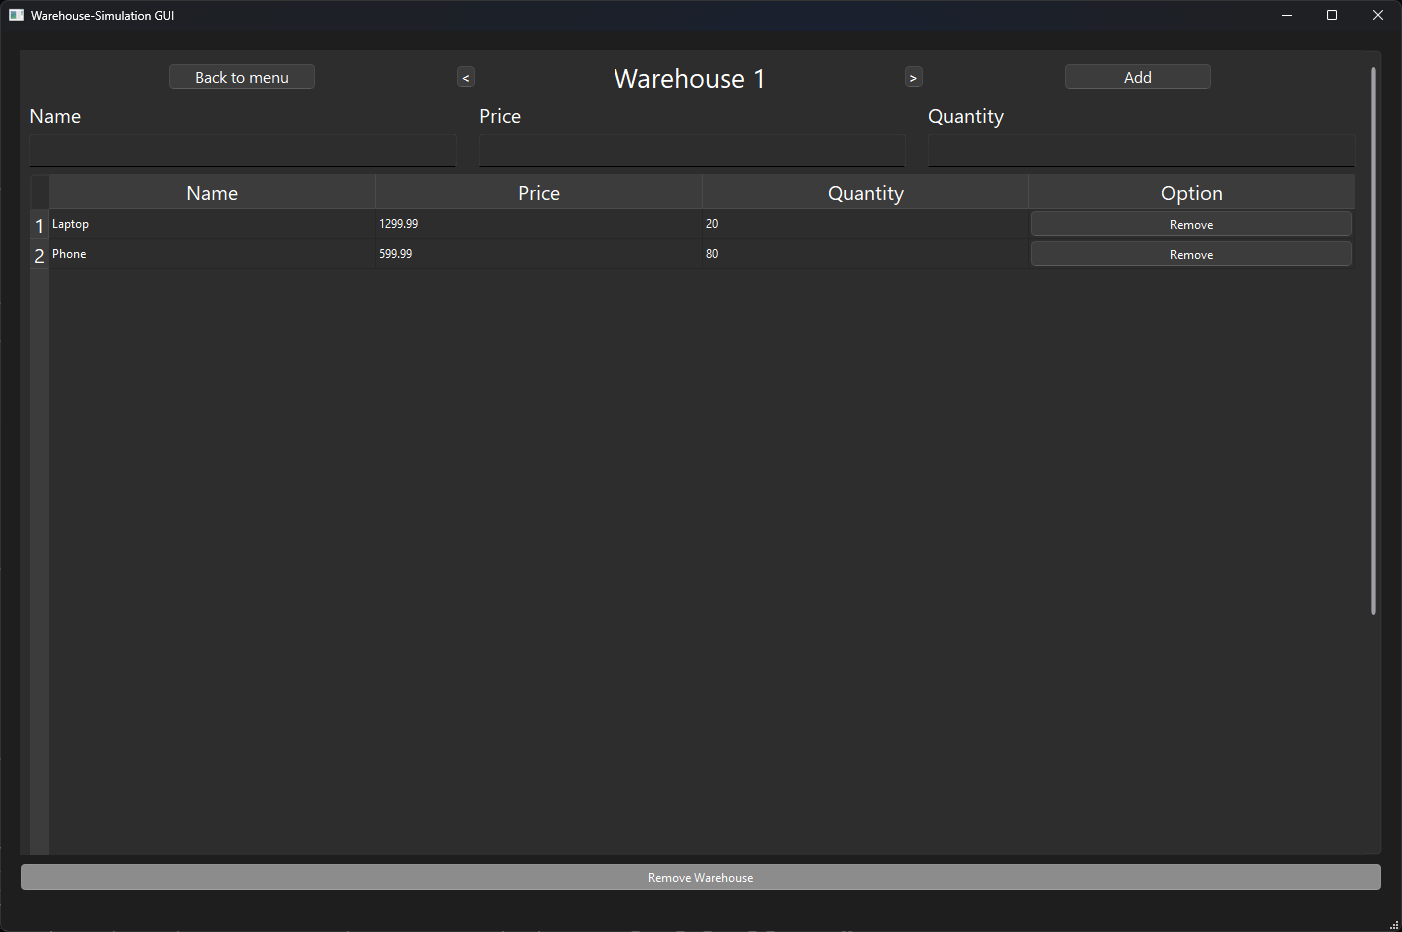 Warehouse-Simulation GUI
Back to menu < Warehouse 1 > Add
Name Price Quantity
Name Price Quantity Option
1 Laptop 1299.99 20 Remove
2 Phone 599.99 80 Remove
Remove Warehouse